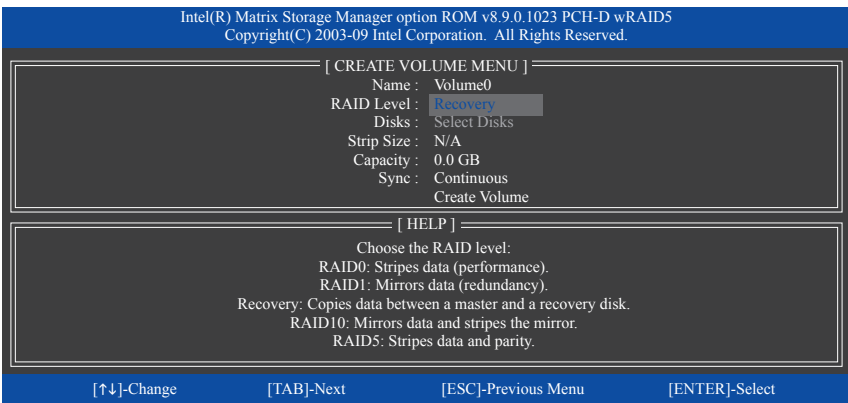 Intel(R) Matrix Storage Manager option ROM v8.9.0.1023 PCH-D wRAID5
Copyright(C) 2003-09 Intel Corporation. All Rights Reserved.
[ CREATE VOLUME MENU ]
Name : Volume0
RAID Level : Recovery
Disks : Select Disks
Strip Size : N/A
Capacity : 0.0 GB
Sync : Continuous
Create Volume
[ HELP ]
Choose the RAID level:
RAID0: Stripes data (performance).
RAID1: Mirrors data (redundancy).
Recovery: Copies data between a master and a recovery disk.
RAID10: Mirrors data and stripes the mirror.
RAID5: Stripes data and parity.
[↑↓]-Change [TAB]-Next [ESC]-Previous Menu [ENTER]-Select